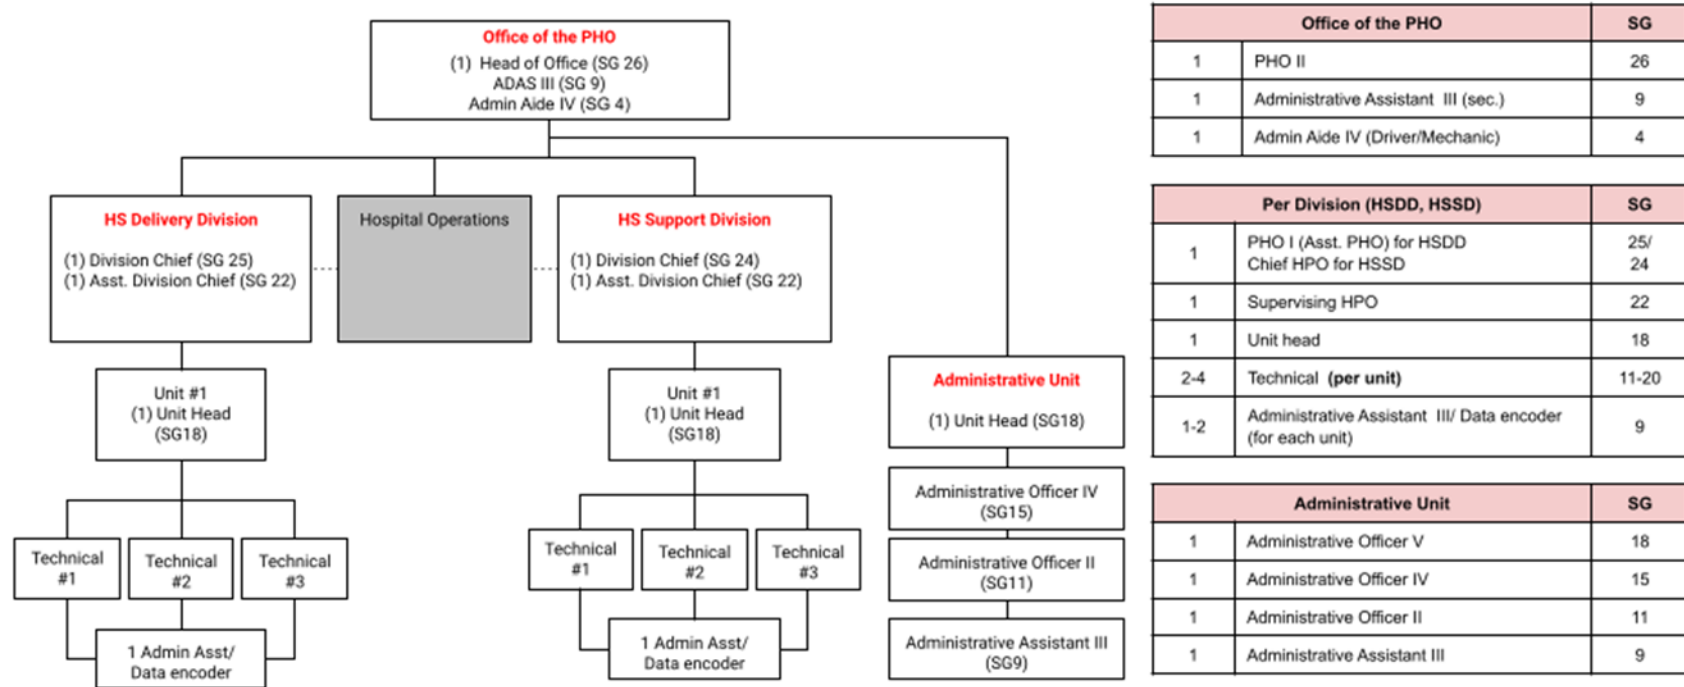 Office of the PHO
(1) Head of Office (SG 26)
ADAS III (SG 9)
Admin Aide IV (SG 4)
HS Delivery Division
(1) Division Chief (SG 25)
(1) Asst. Division Chief (SG 22)
Hospital Operations
HS Support Division
(1) Division Chief (SG 24)
(1) Asst. Division Chief (SG 22)
Unit #1
(1) Unit Head
(SG18)
Technical
#1
Technical
#2
Technical
#3
1 Admin Asst/
Data encoder
Unit #1
(1) Unit Head
(SG18)
Technical
#1
Technical
#2
Technical
#3
1 Admin Asst/
Data encoder
Administrative Unit
(1) Unit Head (SG18)
Administrative Officer IV
(SG15)
Administrative Officer II
(SG11)
Administrative Assistant III
(SG9)
Office of the PHO SG
1 PHO II 26
1 Administrative Assistant III (sec.) 9
1 Admin Aide IV (Driver/Mechanic) 4
Per Division (HSDD, HSSD) SG
1 PHO I (Asst. PHO) for HSDD 25/
Chief HPO for HSSD 24
1 Supervising HPO 22
1 Unit head 18
2-4 Technical (per unit) 11-20
1-2 Administrative Assistant III/ Data encoder 9
(for each unit)
Administrative Unit SG
1 Administrative Officer V 18
1 Administrative Officer IV 15
1 Administrative Officer II 11
1 Administrative Assistant III 9